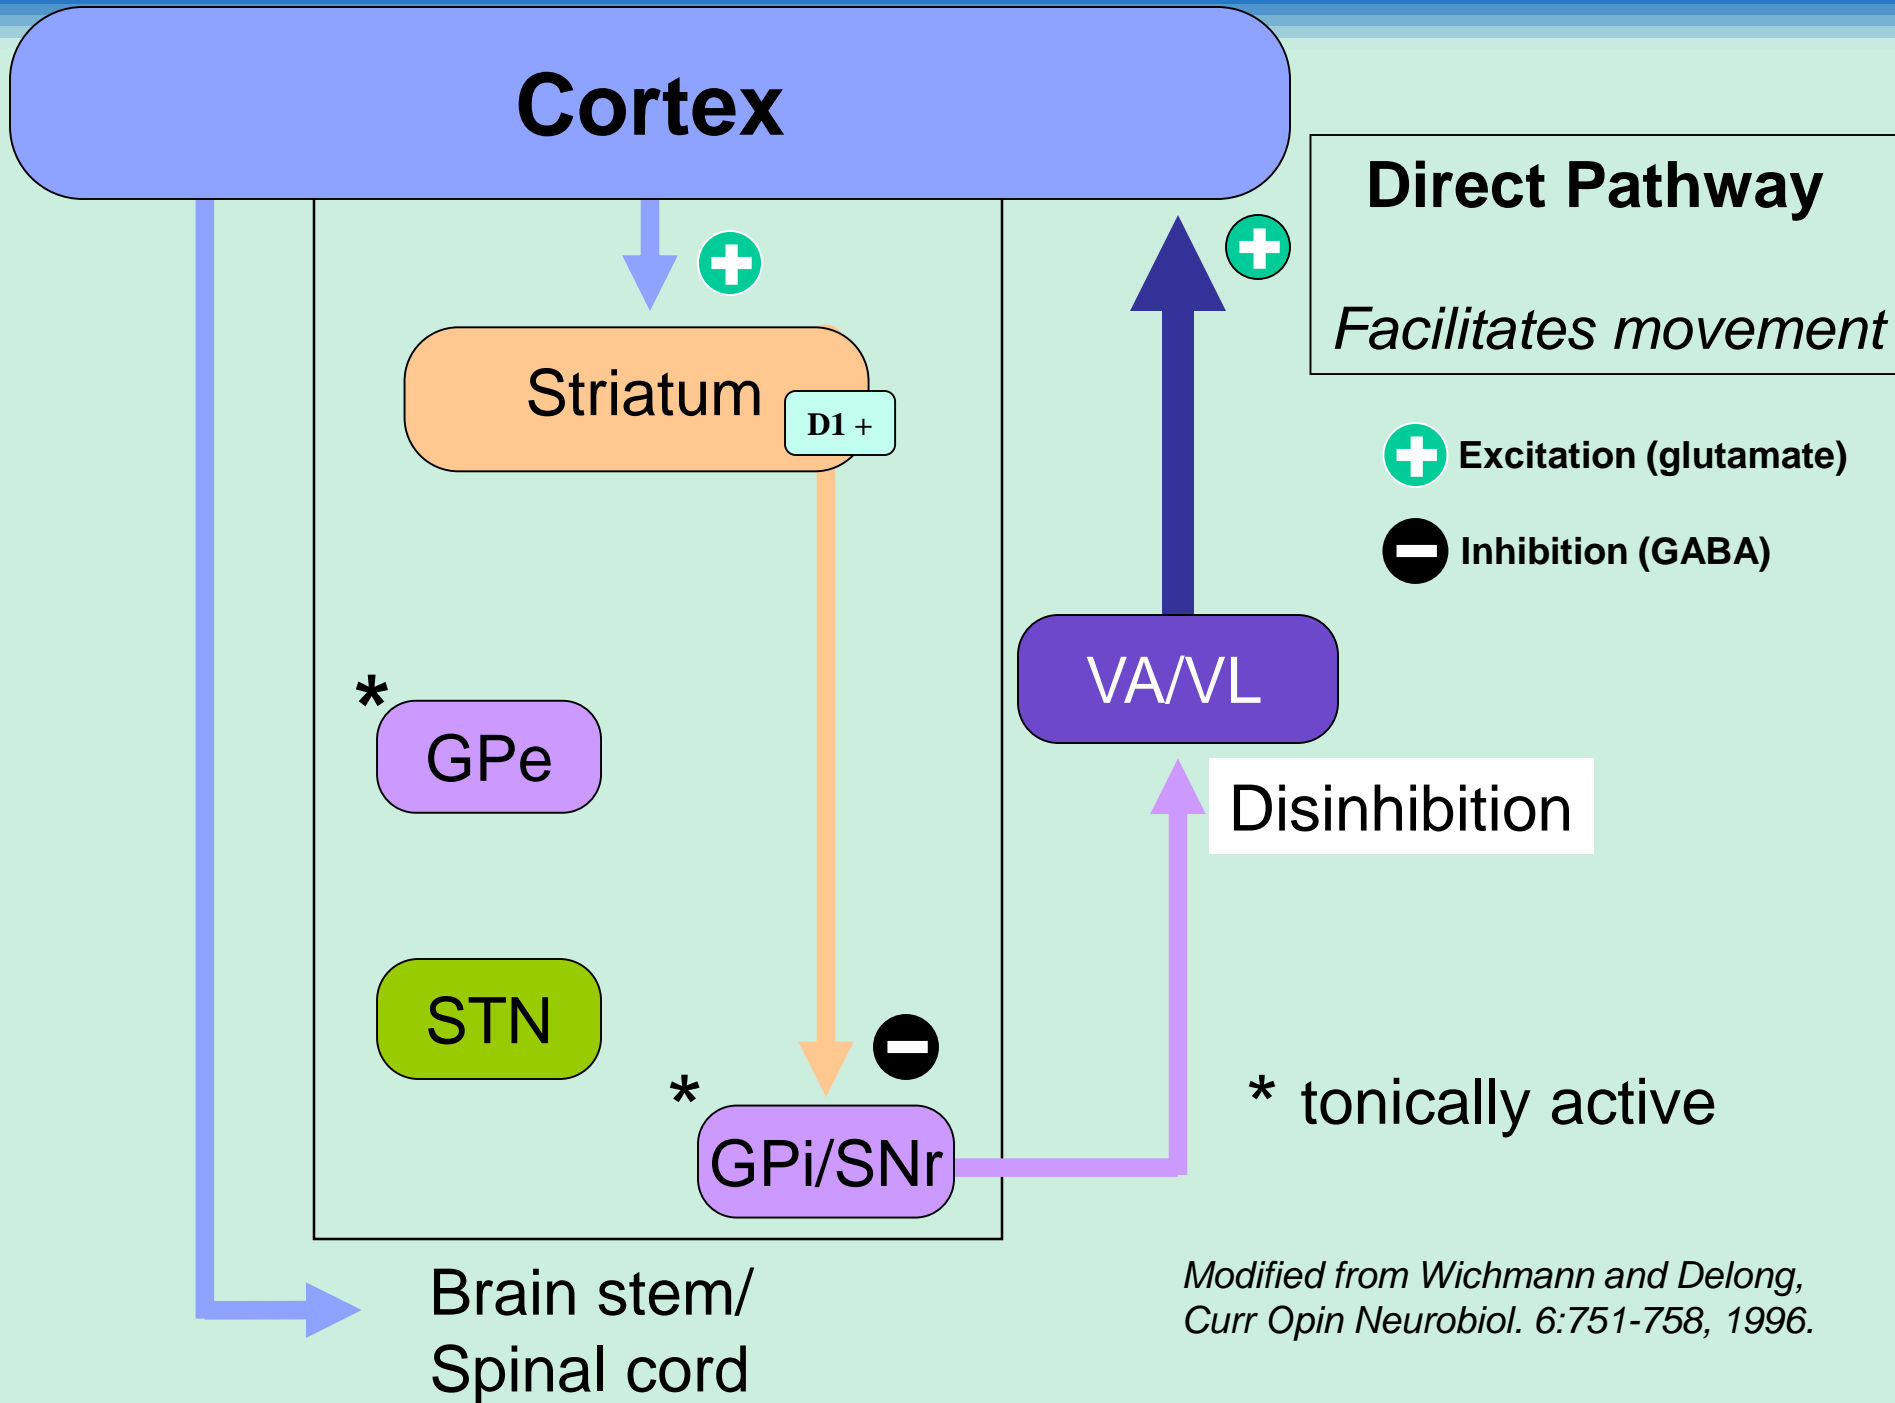 Cortex
Direct Pathway
Facilitates movement
Striatum
D1 +
Excitation (glutamate)
Inhibition (GABA)
VA/VL
*
GPe
Disinhibition
STN
*
GPi/SNr
* tonically active
Brain stem/
Spinal cord
Modified from Wichmann and Delong,
Curr Opin Neurobiol. 6:751-758, 1996.